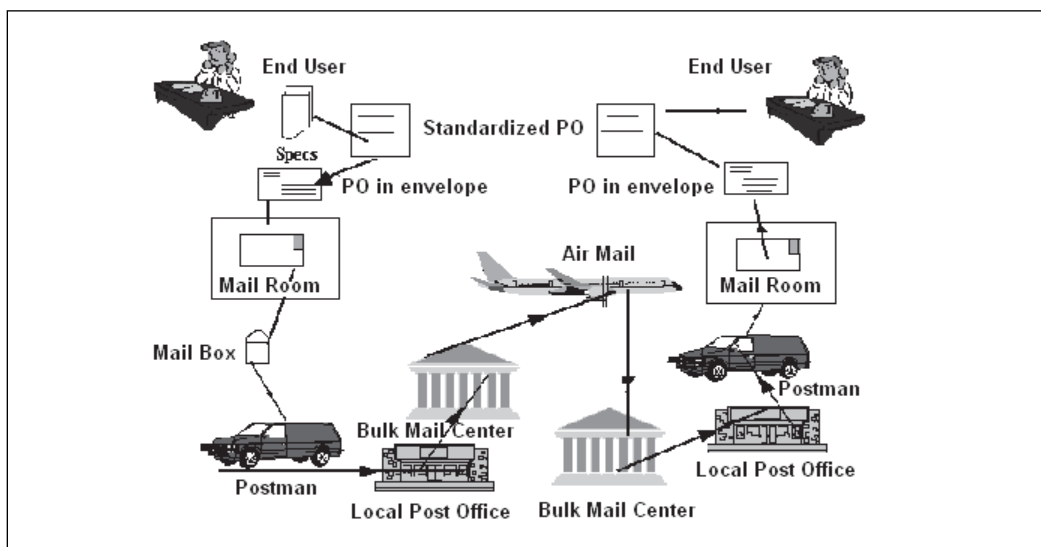 End User
Specs
Standardized PO
PO in envelope
Mail Room
Mail Box
Postman
Local Post Office
Bulk Mail Center
Air Mail
Bulk Mail Center
Local Post Office
Postman
Mail Room
PO in envelope
End User